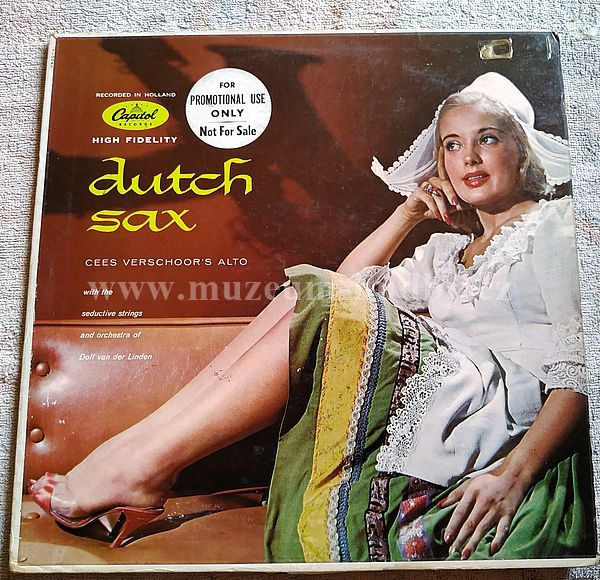 RECORDED IN HOLLAND
Capitol
RECORDS
HIGH FIDELITY
FOR
PROMOTIONAL USE
ONLY
Not For Sale
dutch
sax
CEES VERSCHOOR'S ALTO
with the
seductive strings
and orchestra of
Dolf van der Linden